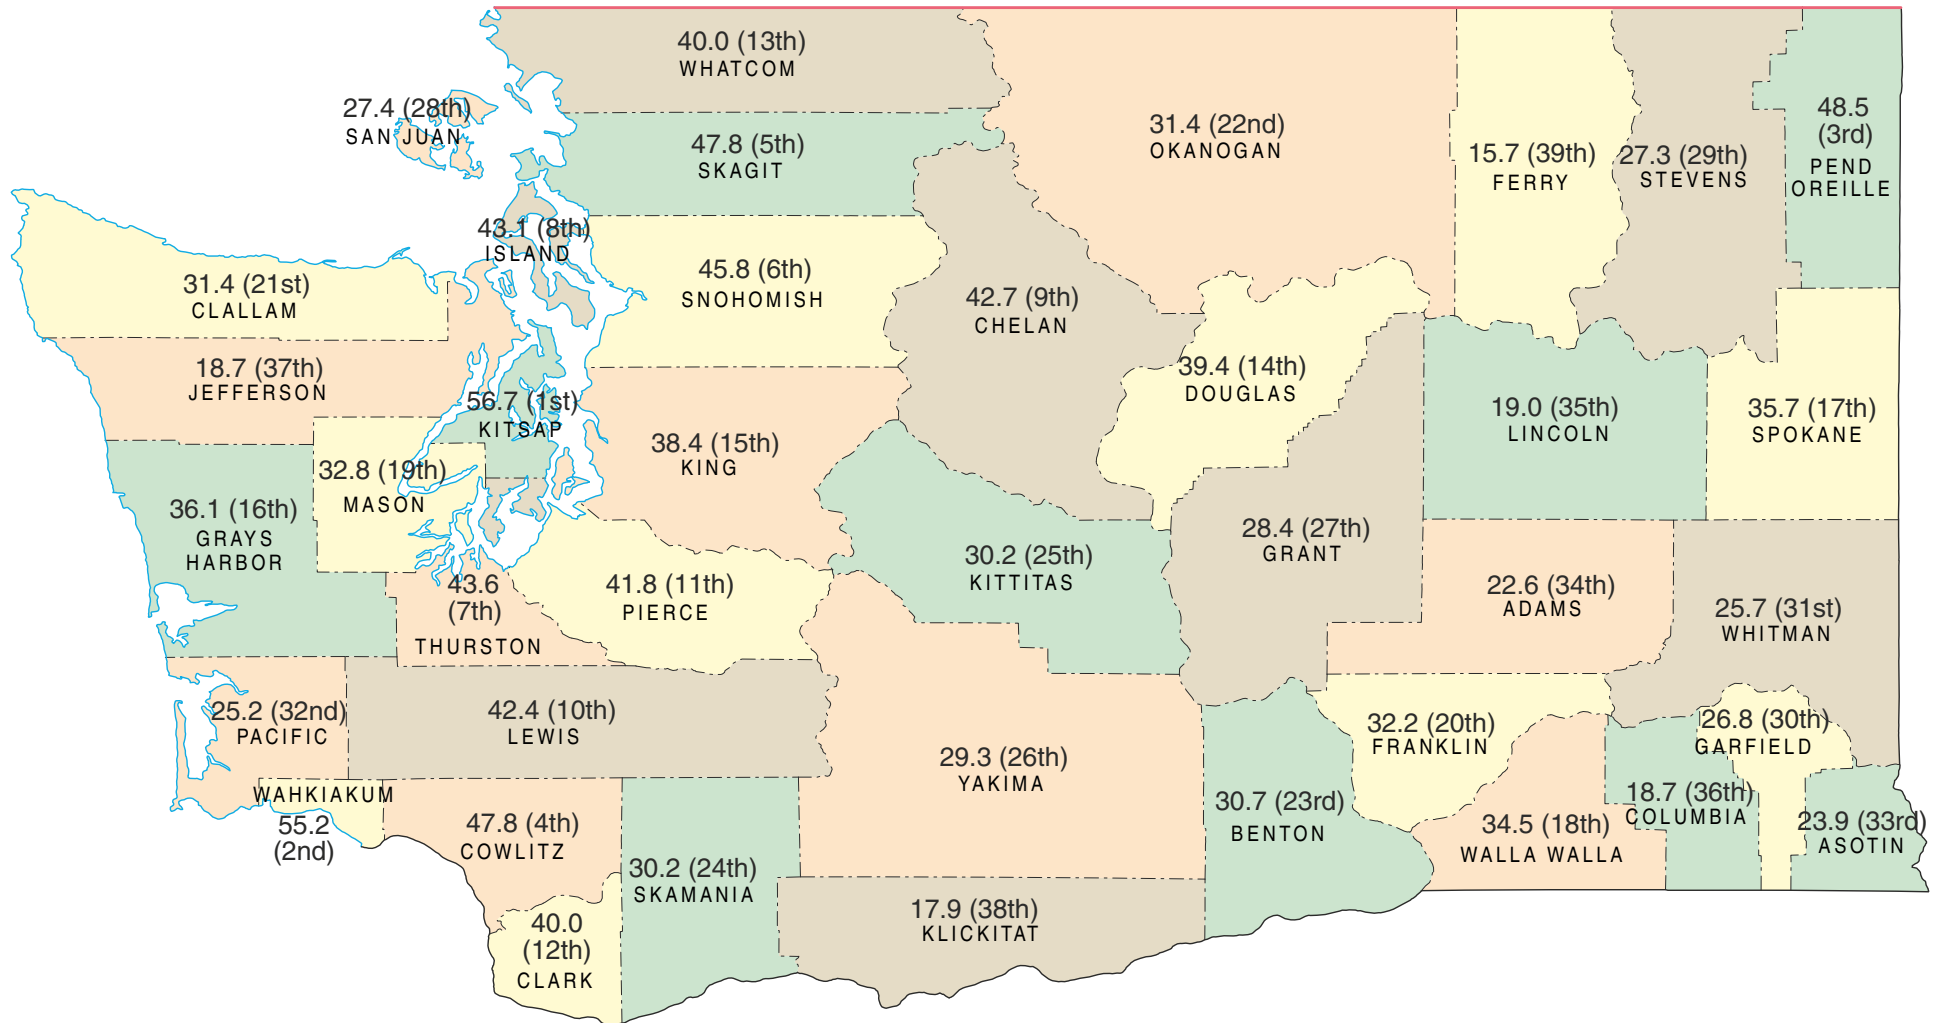 40.0 (13th)
WHATCOM
27.4 (28th)
SAN JUAN
47.8 (5th)
SKAGIT
31.4 (22nd)
OKANOGAN
15.7 (39th)
FERRY
27.3 (29th)
STEVENS
48.5
(3rd)
PEND
OREILLE
43.1 (8th)
ISLAND
31.4 (21st)
CLALLAM
45.8 (6th)
SNOHOMISH
42.7 (9th)
CHELAN
39.4 (14th)
DOUGLAS
18.7 (37th)
JEFFERSON
56.7 (1st)
KITSAP
38.4 (15th)
KING
19.0 (35th)
LINCOLN
35.7 (17th)
SPOKANE
32.8 (19th)
MASON
36.1 (16th)
GRAYS
HARBOR
28.4 (27th)
GRANT
30.2 (25th)
KITTITAS
43.6
(7th)
THURSTON
41.8 (11th)
PIERCE
22.6 (34th)
ADAMS
25.7 (31st)
WHITMAN
25.2 (32nd)
PACIFIC
42.4 (10th)
LEWIS
29.3 (26th)
YAKIMA
32.2 (20th)
FRANKLIN
26.8 (30th)
GARFIELD
WAHKIAKUM
55.2
(2nd)
47.8 (4th)
COWLITZ
30.2 (24th)
SKAMANIA
30.7 (23rd)
BENTON
34.5 (18th)
WALLA WALLA
18.7 (36th)
COLUMBIA
23.9 (33rd)
ASOTIN
40.0
(12th)
CLARK
17.9 (38th)
KLICKITAT